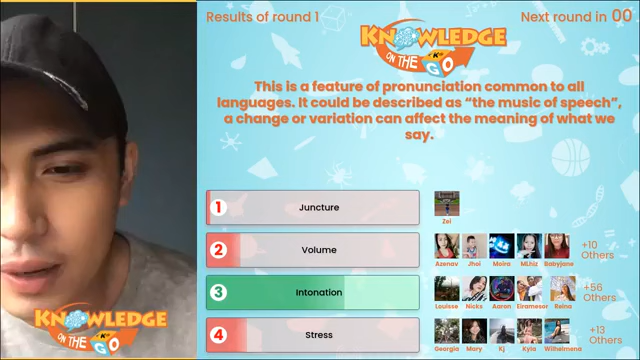 Results of round 1
Next round in 00
KNOWLEDGE
ON THE GO
This is a feature of pronunciation common to all
languages. It could be described as “the music of speech”,
a change or variation can affect the meaning of what we
say.
1 Juncture
Zei
2 Volume
Azenav Jhoi Meira MLhiz Babyjane
+10
Others
3 Intonation
Louisse Nicks Aaron Eiramesor Reina
+56
Others
4 Stress
Georgia Mary Kj Kyla Wilhelmena
+13
Others
KNOWLEDGE
ON THE GO